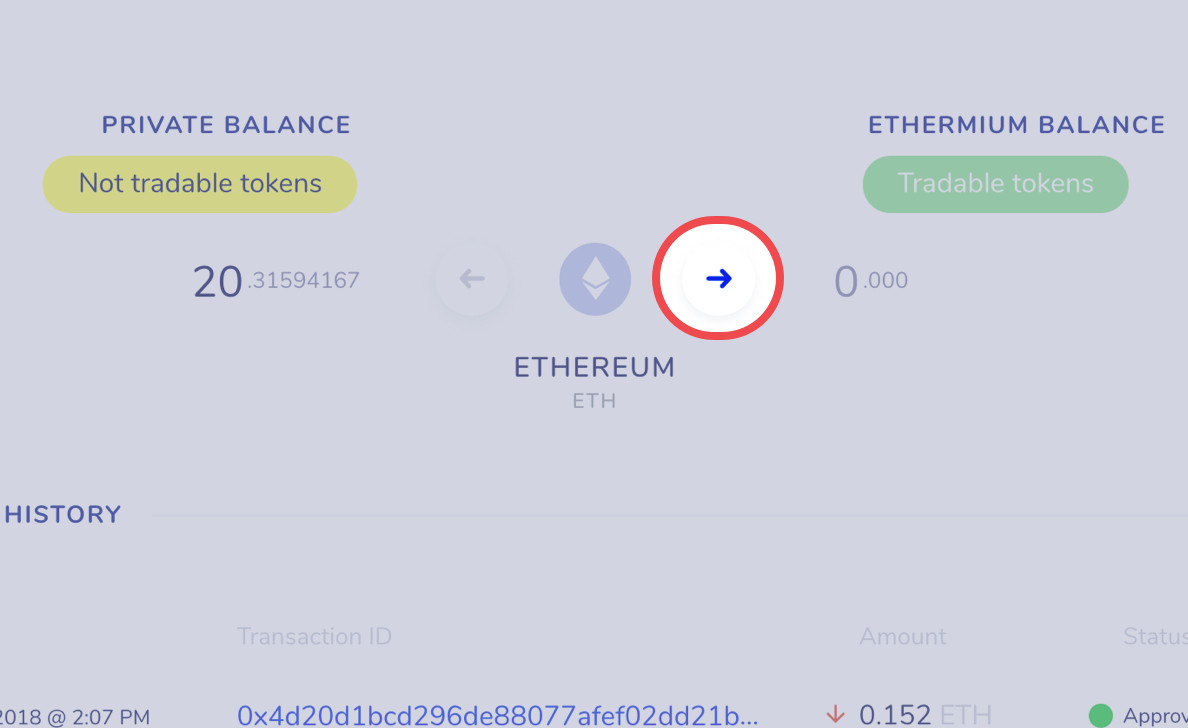 PRIVATE BALANCE
ETHERMIUM BALANCE
Not tradable tokens
Tradable tokens
20.31594167
0.000
ETHEREUM
ETH
HISTORY
Transaction ID
Amount
Status
2018 @ 2:07 PM
0x4d20d1bcd296de88077afef02dd21b...
0.152 ETH
Approv